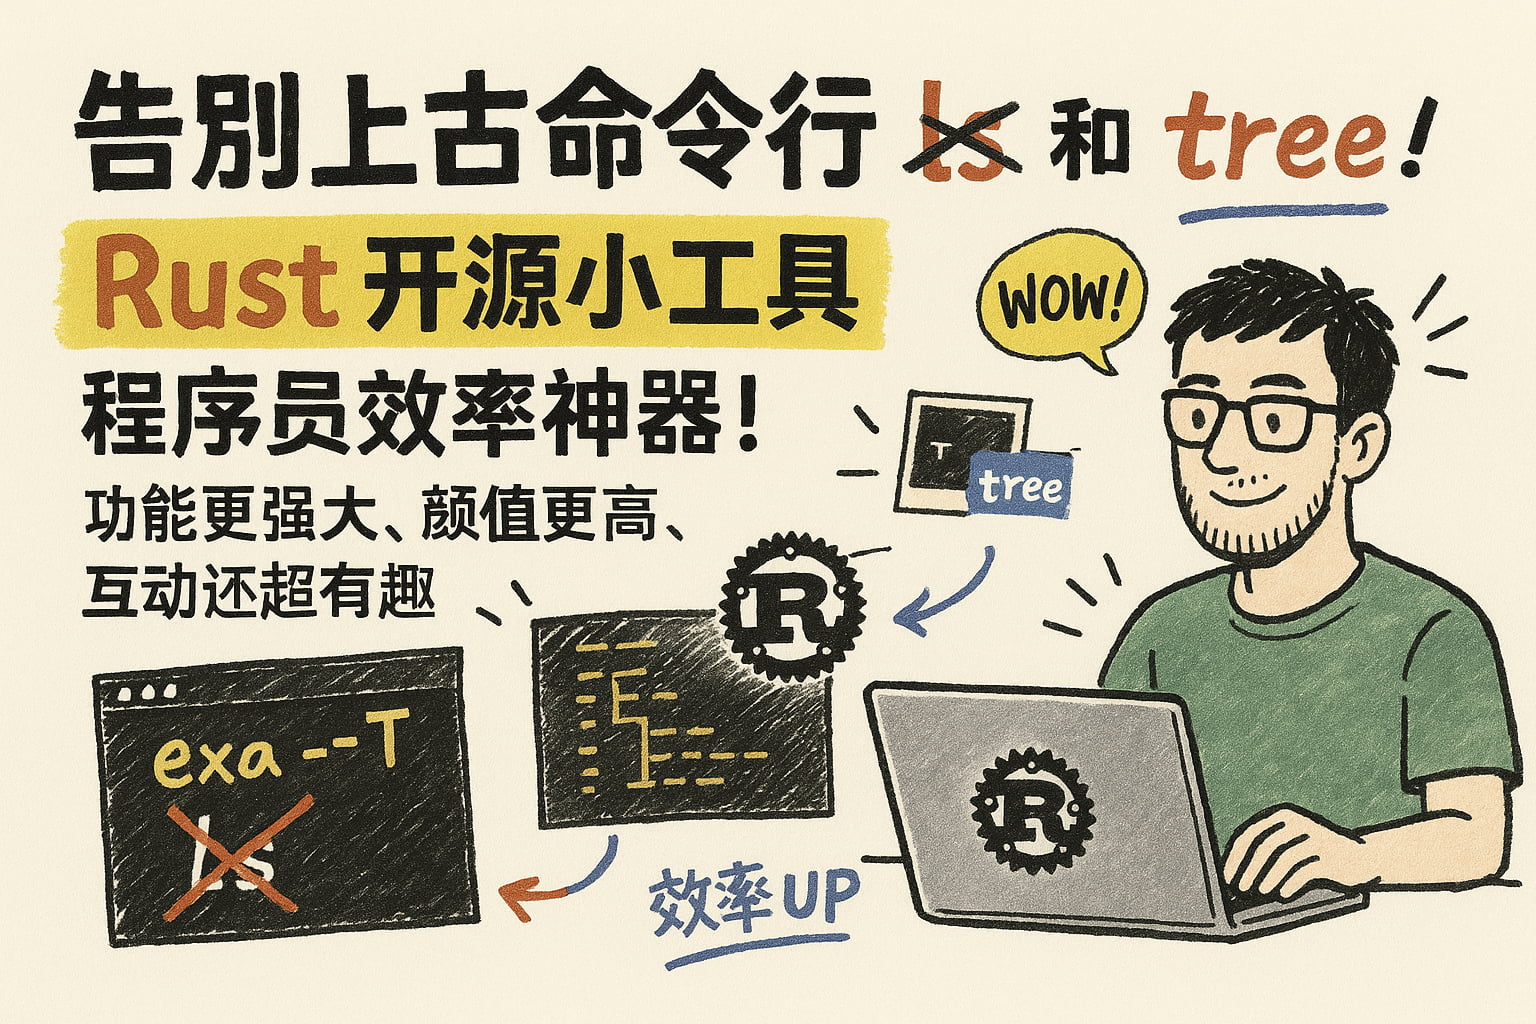 告別上古命令行 ls 和 tree!
Rust 开源小工具
程序员效率神器!
功能更强大、颜值更高、
互动还超有趣
WOW!
T
tree
R
exa --T
ls
效率UP
R